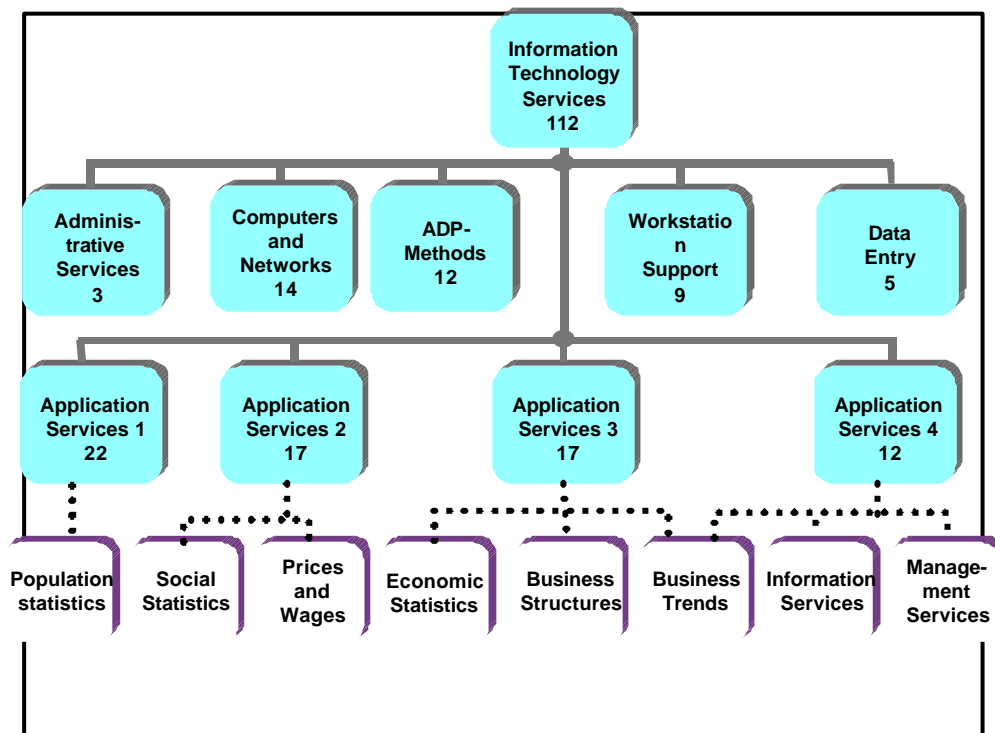 Information
Technology
Services
112
Adminis-
trative
Services
3
Computers
and
Networks
14
ADP-
Methods
12
Workstatio
n
Support
9
Data
Entry
5
Application
Services 1
22
Application
Services 2
17
Application
Services 3
17
Application
Services 4
12
Population
statistics
Social
Statistics
Prices
and
Wages
Economic
Statistics
Business
Structures
Business
Trends
Information
Services
Manage-
ment
Services